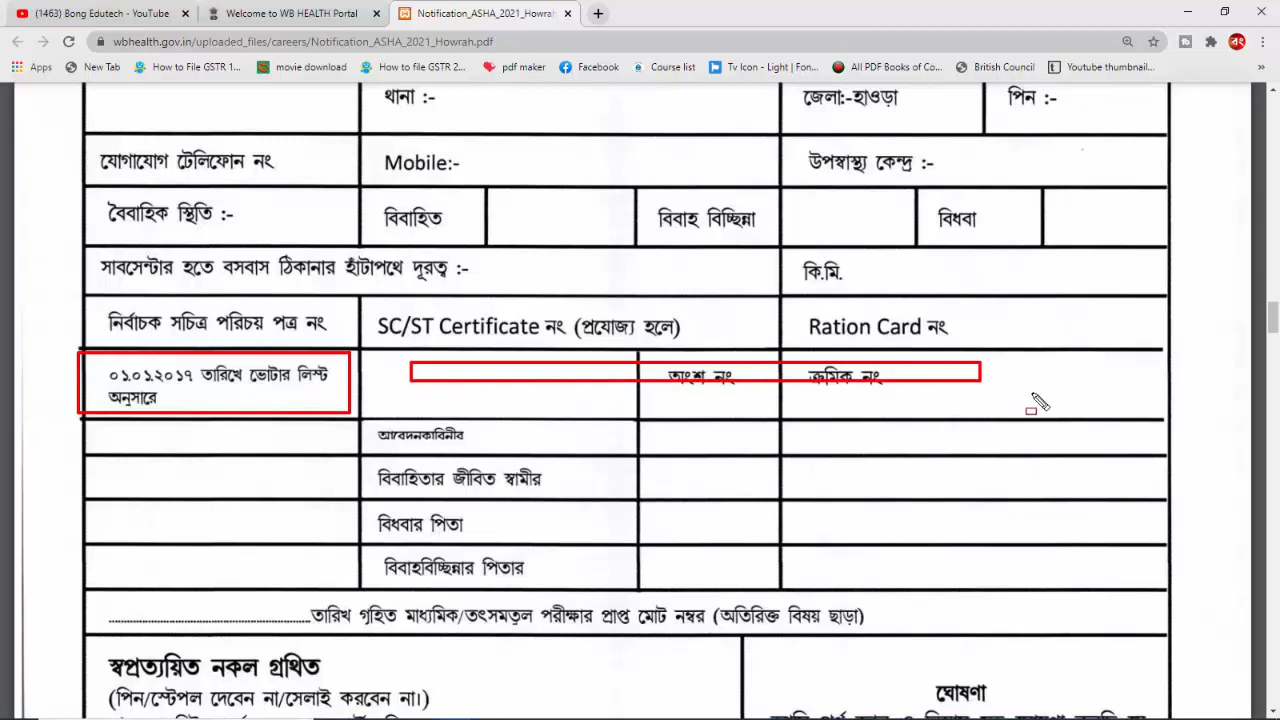 (1463) Bong Edutech - YouTube
Welcome to WB HEALTH Portal
Notification_ASHA_2021_Howrah.p
wbhealth.gov.in/uploaded_files/careers/Notification_ASHA_2021_Howrah.pdf
Apps New Tab How to File GSTR 1... movie download How to file GSTR 2... pdf maker Facebook Course list Tv Icon - Light | Fon... All PDF Books of Co... British Council Youtube thumbnail... »
থানা :- জেলা:-হাওড়া পিন :-
যোগাযোগ টেলিফোন নং Mobile:- উপস্বাস্থ্য কেন্দ্র :-
বৈবাহিক স্থিতি :- বিবাহিত বিবাহ বিচ্ছিন্না বিধবা
সাবসেন্টার হতে বসবাস ঠিকানার হাঁটাপথে দূরত্ব :- কি.মি.
নির্বাচক সচিত্র পরিচয় পত্র নং SC/ST Certificate নং (প্রযোজ্য হলে) Ration Card নং
০১.০১.২০১৭ তারিখে ভোটার লিস্ট অংশ নং ক্রমিক নং
অনুসারে
আবেদনকারিনীর
বিবাহিতার জীবিত স্বামীর
বিধবার পিতা
বিবাহবিচ্ছিন্নার পিতার
..........................................................তারিখ গৃহিত মাধ্যমিক/তৎসমতুল পরীক্ষার প্রাপ্ত মোট নম্বর (অতিরিক্ত বিষয় ছাড়া)
স্বপ্রত্যয়িত নকল গ্রথিত
(পিন/স্টেপল দেবেন না/সেলাই করবেন না।)
ঘোষণা